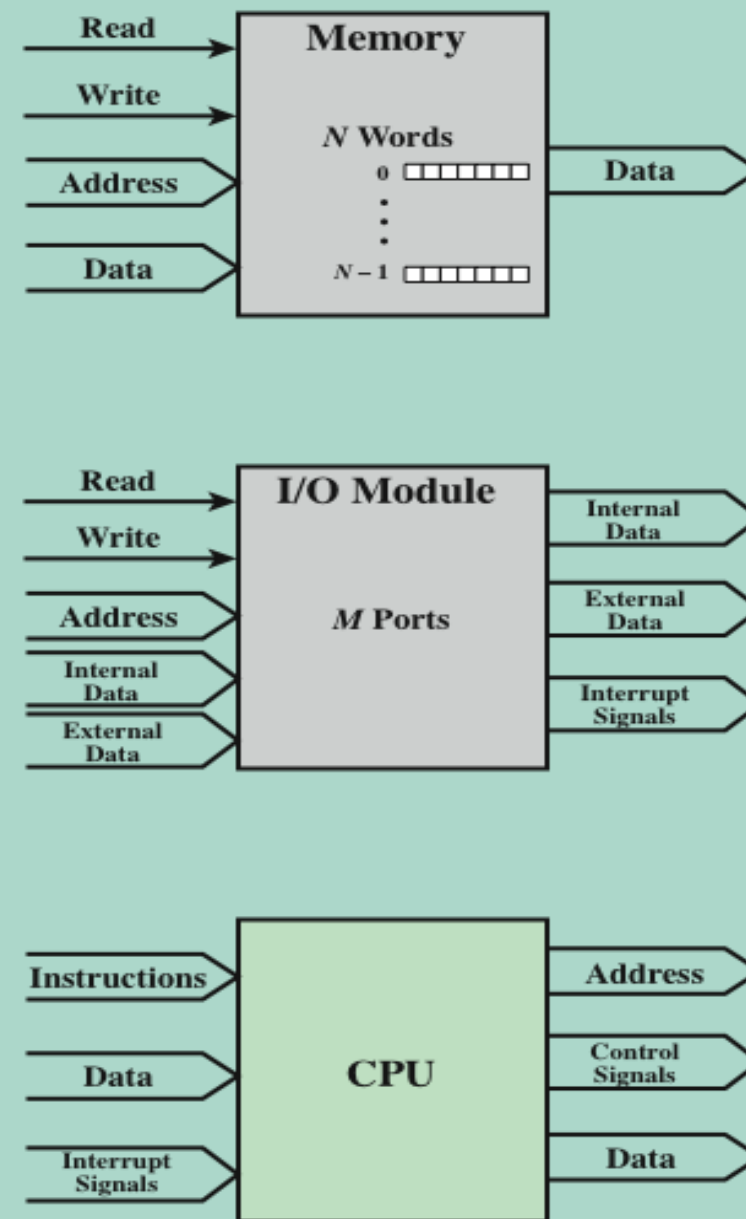 Read
Memory
Write
N Words
0
Address
Data
Data
N – 1
Read
I/O Module
Internal
Data
Write
External
Data
Address
M Ports
Internal
Data
Interrupt
Signals
External
Data
Instructions
Address
Control
Signals
Data
CPU
Interrupt
Signals
Data